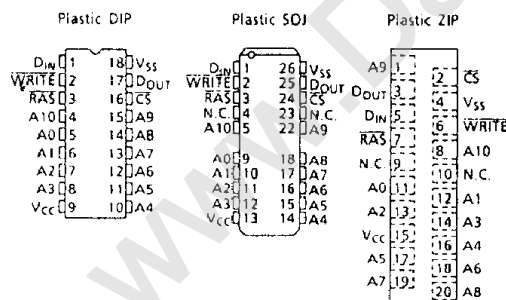 Plastic DIP
D_IN 1 18 V_SS
WRITE 2 17 D_OUT
RAS 3 16 CS
A10 4 15 A9
A0 5 14 A8
A1 6 13 A7
A2 7 12 A6
A3 8 11 A5
V_CC 9 10 A4
Plastic SOJ
D_IN 1 26 V_SS
WRITE 2 25 D_OUT
RAS 3 24 CS
N.C. 4 23 N.C.
A10 5 22 A9
A0 9 18 A8
A1 10 17 A7
A2 11 16 A6
A3 12 15 A5
V_CC 13 14 A4
Plastic ZIP
A9 1
2 CS
D_OUT 3
4 V_SS
D_IN 5
6 WRITE
RAS 7
8 A10
N.C. 9
10 N.C.
A0 11
12 A1
A2 13
14 A3
V_CC 15
16 A4
A5 17
18 A6
A7 19
20 A8